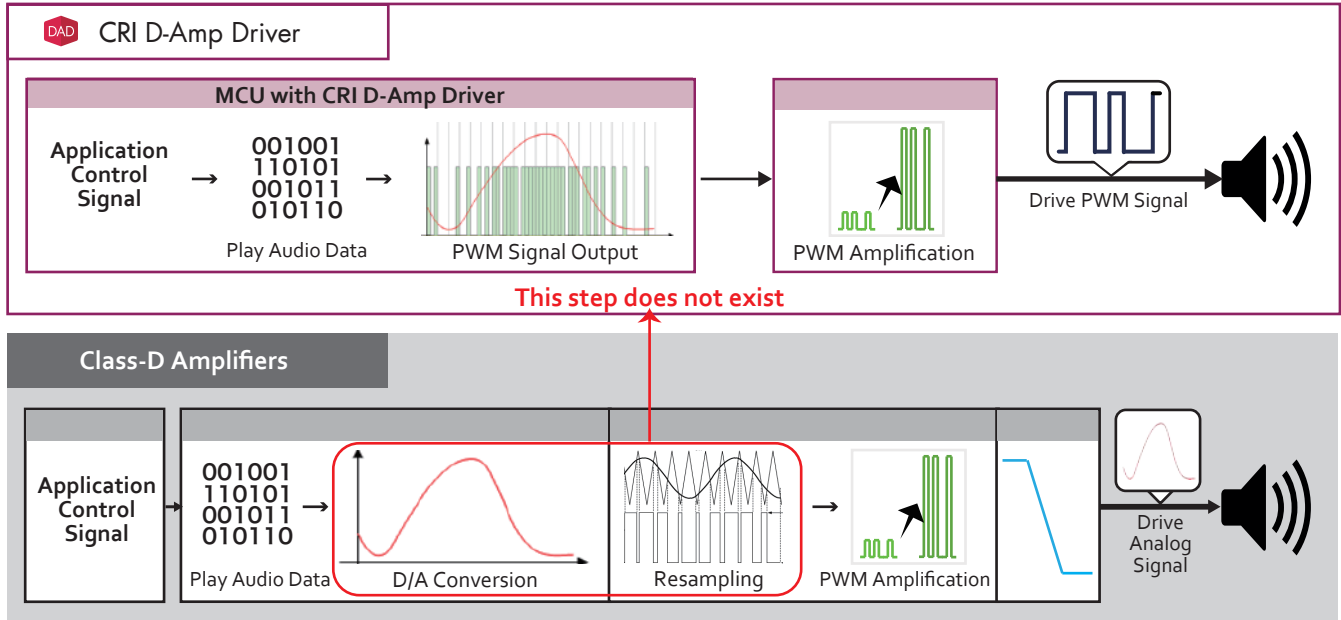 DAD
CRI D-Amp Driver
MCU with CRI D-Amp Driver
Application
Control
Signal
001001
110101
001011
010110
Play Audio Data
PWM Signal Output
PWM Amplification
Drive PWM Signal
This step does not exist
Class-D Amplifiers
Application
Control
Signal
001001
110101
001011
010110
Play Audio Data
D/A Conversion
Resampling
PWM Amplification
Drive
Analog
Signal